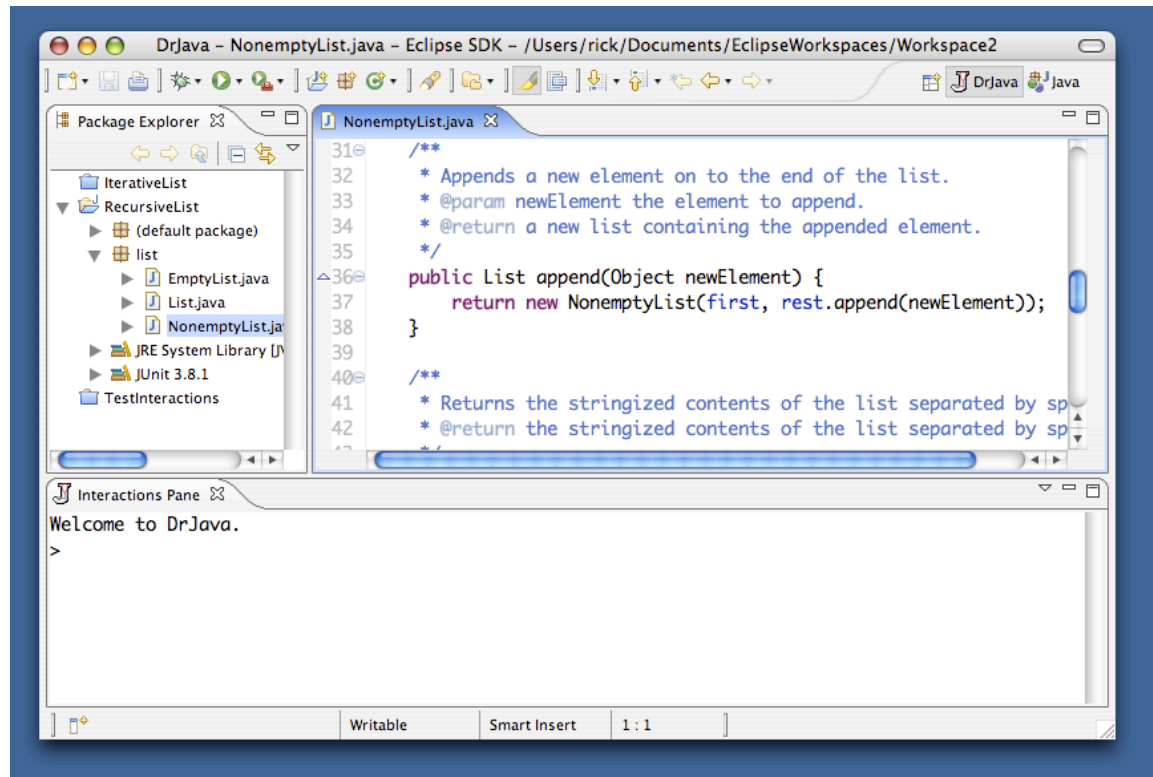 DrJava – NonemptyList.java – Eclipse SDK – /Users/rick/Documents/EclipseWorkspaces/Workspace2
DrJava Java
Package Explorer
IterativeList
RecursiveList
(default package)
list
EmptyList.java
List.java
NonemptyList.ja
JRE System Library [J
JUnit 3.8.1
TestInteractions
NonemptyList.java
31 /**
32 * Appends a new element on to the end of the list.
33 * @param newElement the element to append.
34 * @return a new list containing the appended element.
35 */
36 public List append(Object newElement) {
37 return new NonemptyList(first, rest.append(newElement));
38 }
39
40 /**
41 * Returns the stringized contents of the list separated by sp
42 * @return the stringized contents of the list separated by sp
Interactions Pane
Welcome to DrJava.
>
Writable Smart Insert 1 : 1